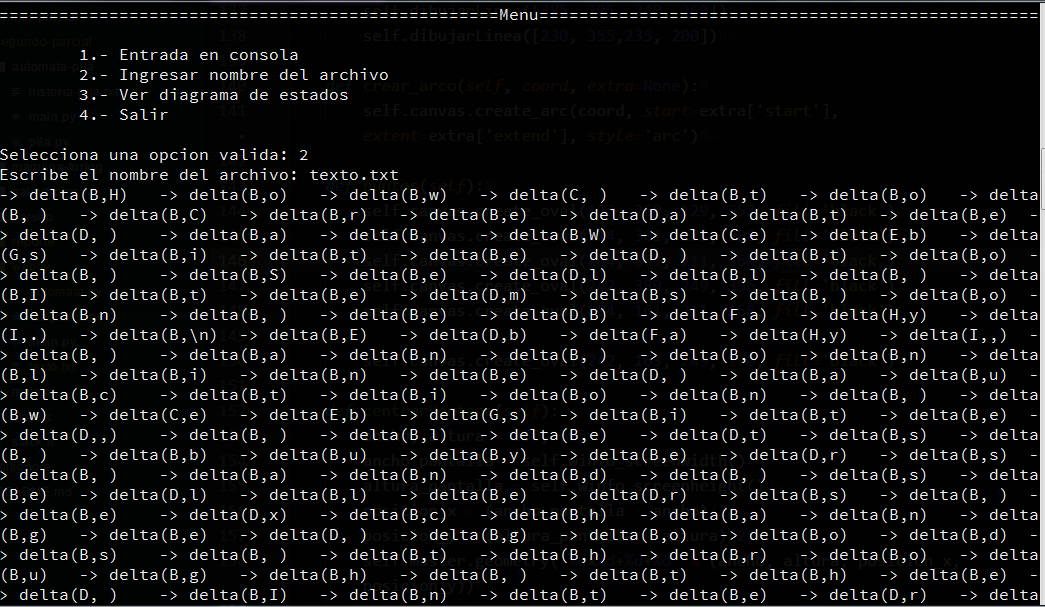 ===================================================Menu===================================================
1.- Entrada en consola
2.- Ingresar nombre del archivo
3.- Ver diagrama de estados
4.- Salir
Selecciona una opcion valida: 2
Escribe el nombre del archivo: texto.txt
-> delta(B,H) -> delta(B,o) -> delta(B,w) -> delta(C, ) -> delta(B,t) -> delta(B,o) -> delta
(B, ) -> delta(B,C) -> delta(B,r) -> delta(B,e) -> delta(D,a) -> delta(B,t) -> delta(B,e) -
> delta(D, ) -> delta(B,a) -> delta(B, ) -> delta(B,W) -> delta(C,e) -> delta(E,b) -> delta
(G,s) -> delta(B,i) -> delta(B,t) -> delta(B,e) -> delta(D, ) -> delta(B,t) -> delta(B,o) -
> delta(B, ) -> delta(B,S) -> delta(B,e) -> delta(D,l) -> delta(B,l) -> delta(B, ) -> delta
(B,I) -> delta(B,t) -> delta(B,e) -> delta(D,m) -> delta(B,s) -> delta(B, ) -> delta(B,o) -
> delta(B,n) -> delta(B, ) -> delta(B,e) -> delta(D,B) -> delta(F,a) -> delta(H,y) -> delta
(I,.) -> delta(B,\n) -> delta(B,E) -> delta(D,b) -> delta(F,a) -> delta(H,y) -> delta(I,,) -
> delta(B, ) -> delta(B,a) -> delta(B,n) -> delta(B, ) -> delta(B,o) -> delta(B,n) -> delta
(B,l) -> delta(B,i) -> delta(B,n) -> delta(B,e) -> delta(D, ) -> delta(B,a) -> delta(B,u) -
> delta(B,c) -> delta(B,t) -> delta(B,i) -> delta(B,o) -> delta(B,n) -> delta(B, ) -> delta
(B,w) -> delta(C,e) -> delta(E,b) -> delta(G,s) -> delta(B,i) -> delta(B,t) -> delta(B,e) -
> delta(D,,) -> delta(B, ) -> delta(B,l) -> delta(B,e) -> delta(D,t) -> delta(B,s) -> delta
(B, ) -> delta(B,b) -> delta(B,u) -> delta(B,y) -> delta(B,e) -> delta(D,r) -> delta(B,s) -
> delta(B, ) -> delta(B,a) -> delta(B,n) -> delta(B,d) -> delta(B, ) -> delta(B,s) -> delta
(B,e) -> delta(D,l) -> delta(B,l) -> delta(B,e) -> delta(D,r) -> delta(B,s) -> delta(B, ) -
> delta(B,e) -> delta(D,x) -> delta(B,c) -> delta(B,h) -> delta(B,a) -> delta(B,n) -> delta
(B,g) -> delta(B,e) -> delta(D, ) -> delta(B,g) -> delta(B,o) -> delta(B,o) -> delta(B,d) -
> delta(B,s) -> delta(B, ) -> delta(B,t) -> delta(B,h) -> delta(B,r) -> delta(B,o) -> delta
(B,u) -> delta(B,g) -> delta(B,h) -> delta(B, ) -> delta(B,t) -> delta(B,h) -> delta(B,e) -
> delta(D, ) -> delta(B,I) -> delta(B,n) -> delta(B,t) -> delta(B,e) -> delta(D,r) -> delta